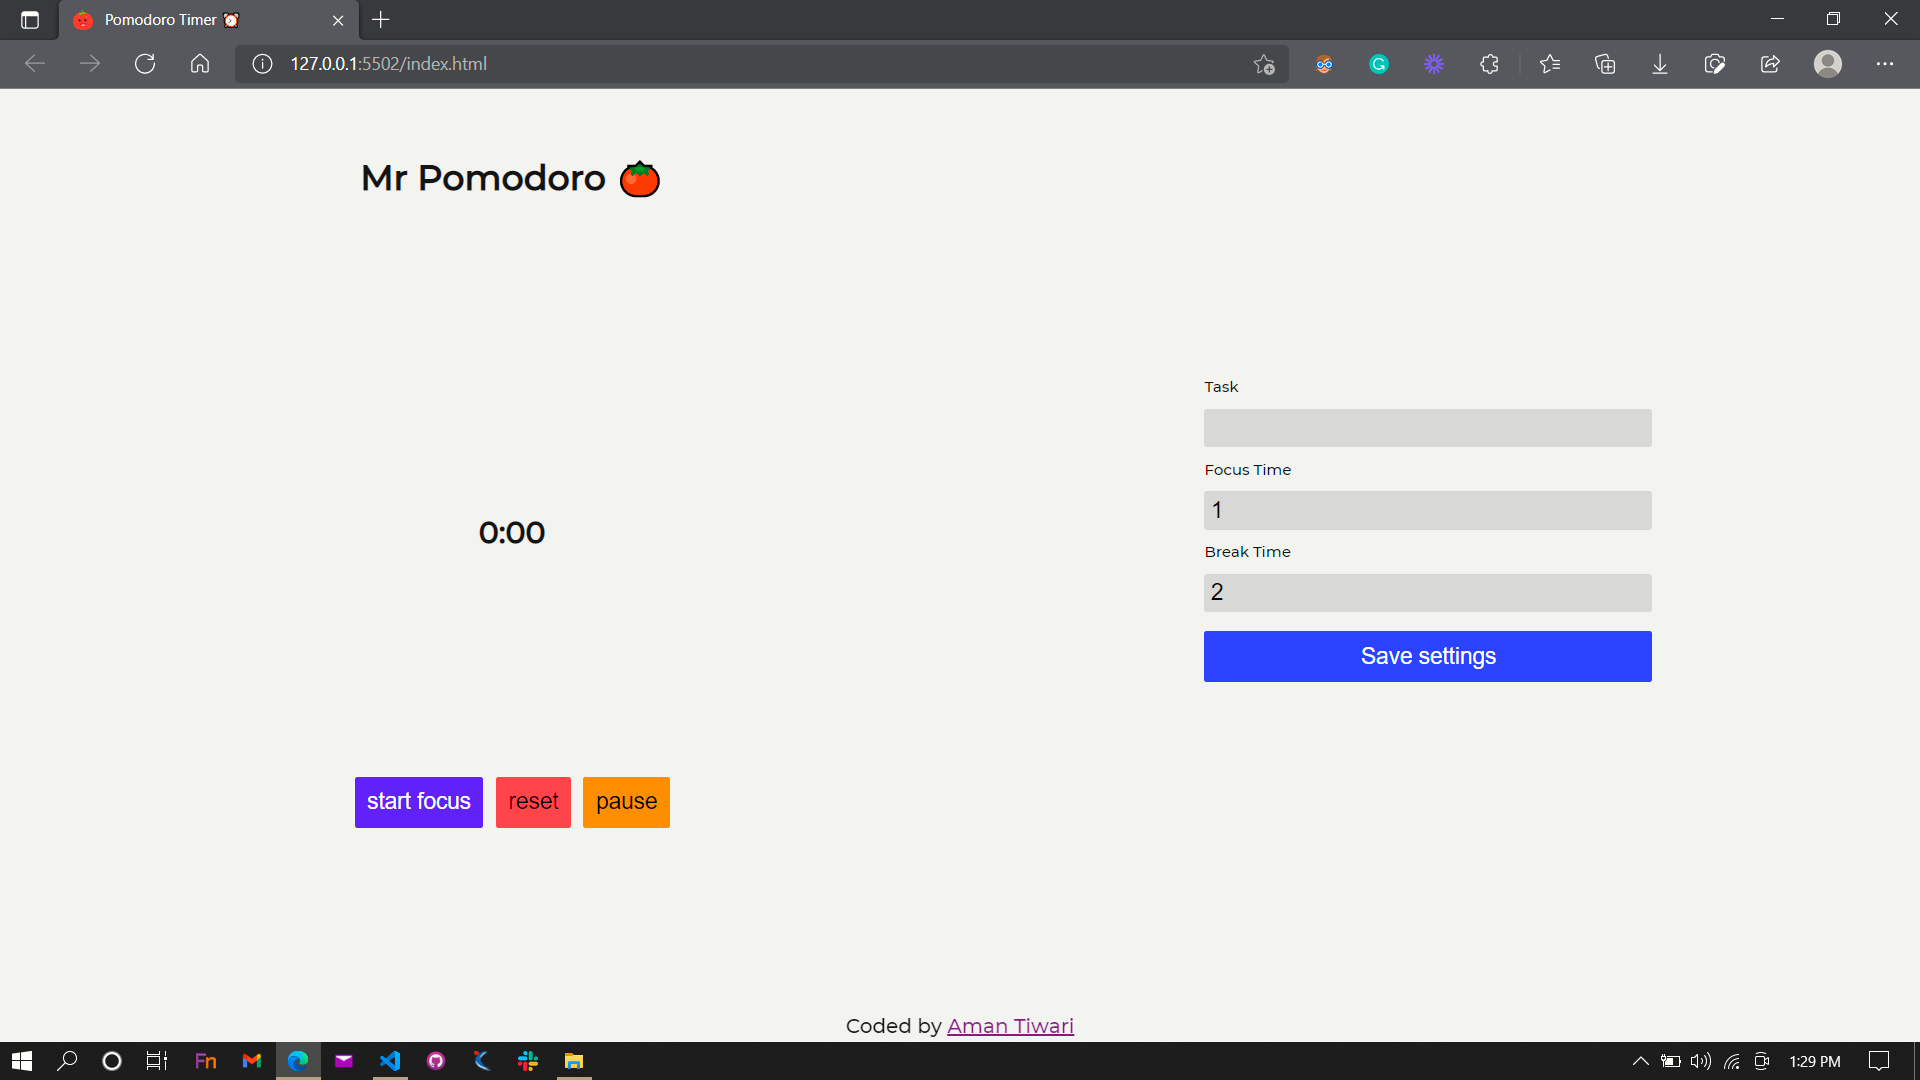 Pomodoro Timer
127.0.0.1:5502/index.html
Mr Pomodoro
0:00
start focus
reset
pause
Task
Focus Time
1
Break Time
2
Save settings
Coded by Aman Tiwari
Fn
1:29 PM